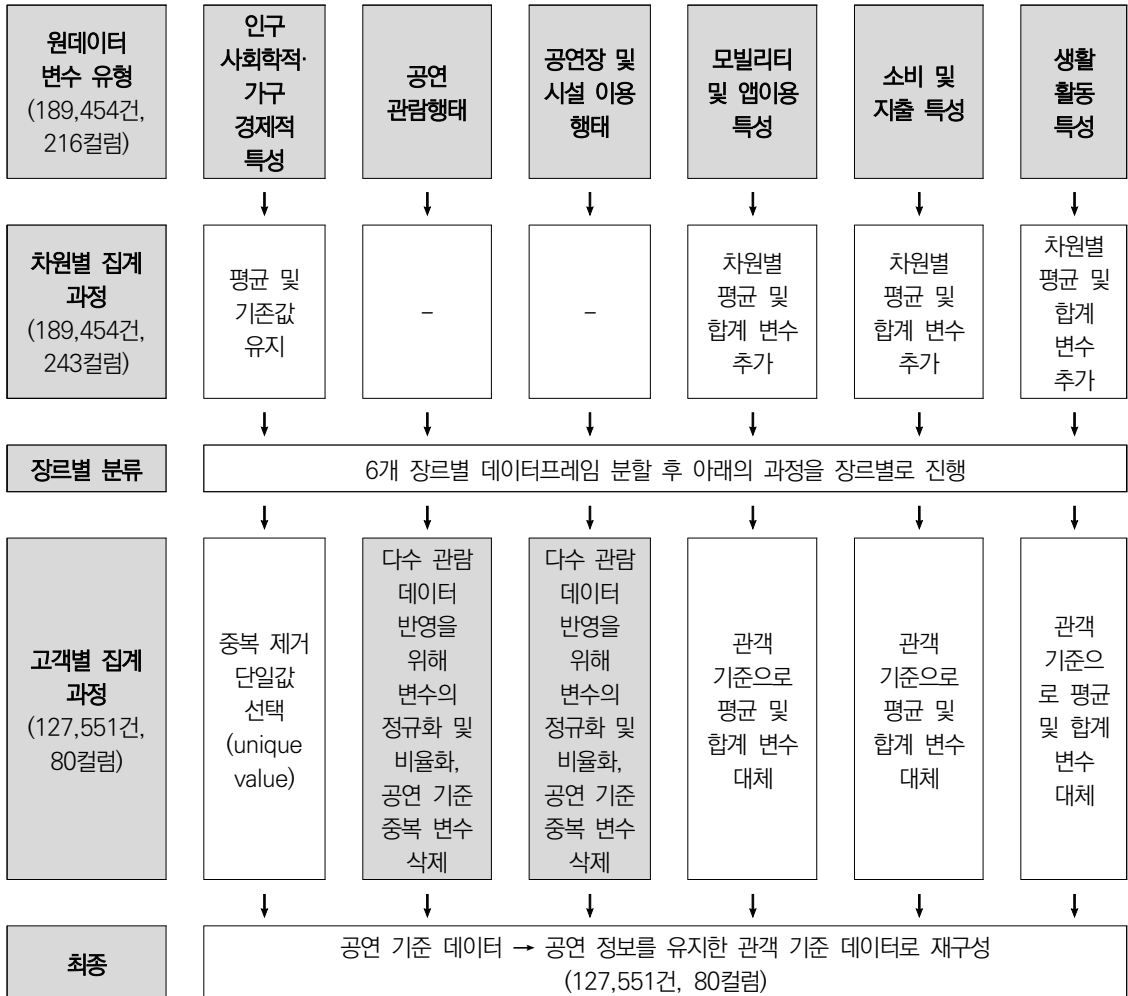 원데이터
변수 유형
(189,454건,
216컬럼)
인구
사회학적·
가구
경제적
특성
공연
관람행태
공연장 및
시설 이용
행태
모빌리티
및 앱이용
특성
소비 및
지출 특성
생활
활동
특성
↓ ↓ ↓ ↓ ↓ ↓
차원별 집계
과정
(189,454건,
243컬럼)
평균 및
기존값
유지
–
–
차원별
평균 및
합계 변수
추가
차원별
평균 및
합계 변수
추가
차원별
평균 및
합계
변수
추가
↓ ↓ ↓ ↓ ↓ ↓
장르별 분류
6개 장르별 데이터프레임 분할 후 아래의 과정을 장르별로 진행
↓ ↓ ↓ ↓ ↓ ↓
고객별 집계
과정
(127,551건,
80컬럼)
중복 제거
단일값
선택
(unique
value)
다수 관람
데이터
반영을
위해
변수의
정규화 및
비율화,
공연 기준
중복 변수
삭제
다수 관람
데이터
반영을
위해
변수의
정규화 및
비율화,
공연 기준
중복 변수
삭제
관객
기준으로
평균 및
합계 변수
대체
관객
기준으로
평균 및
합계 변수
대체
관객
기준으
로 평균
및 합계
변수
대체
↓ ↓ ↓ ↓ ↓ ↓
최종
공연 기준 데이터 → 공연 정보를 유지한 관객 기준 데이터로 재구성
(127,551건, 80컬럼)